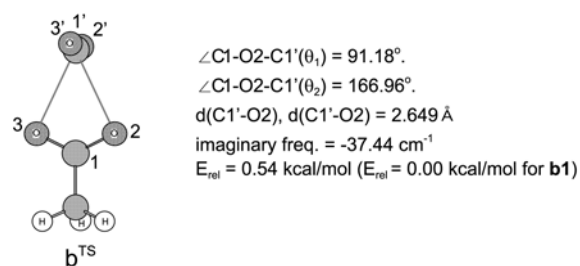 3' 1' 2'
3 2
1
H H H
b^TS
∠C1-O2-C1'(θ₁) = 91.18°.
∠C1-O2-C1'(θ₂) = 166.96°.
d(C1'-O2), d(C1'-O2) = 2.649 Å
imaginary freq. = -37.44 cm⁻¹
E_rel = 0.54 kcal/mol (E_rel = 0.00 kcal/mol for b1)